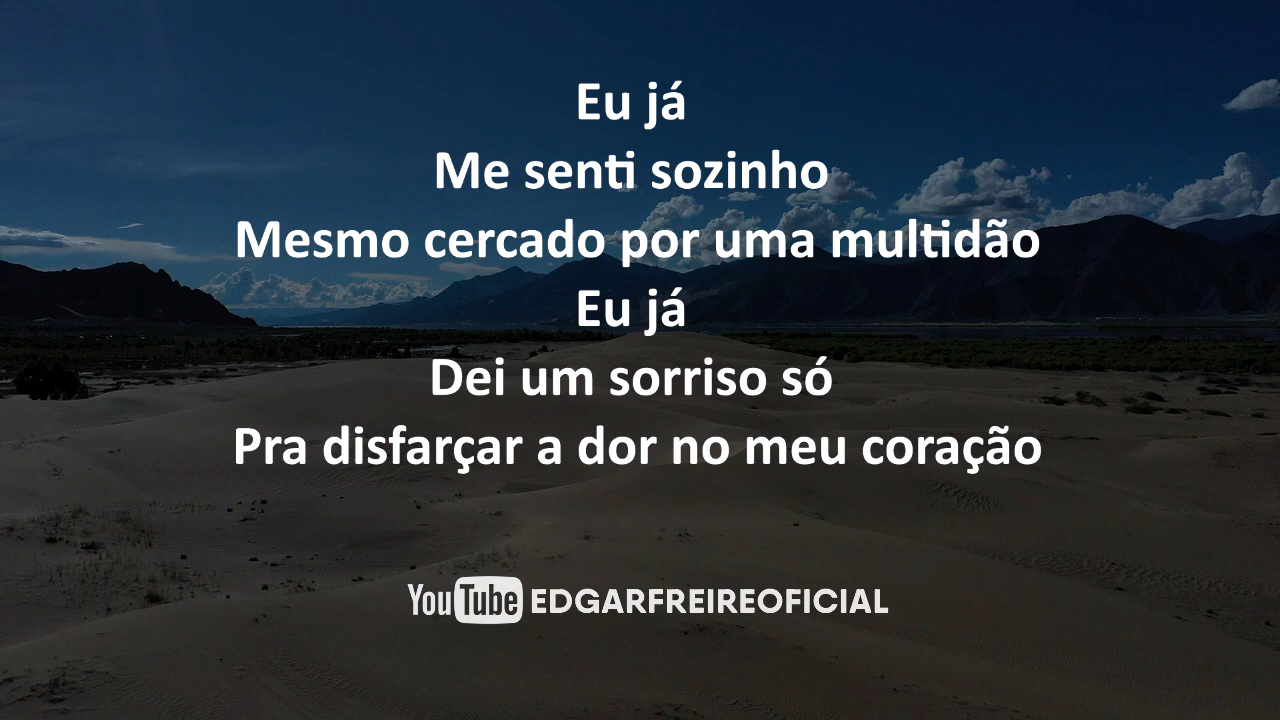 Eu já
Me senti sozinho
Mesmo cercado por uma multidão
Eu já
Dei um sorriso só
Pra disfarçar a dor no meu coração
YouTube EDGARFREIREOFICIAL